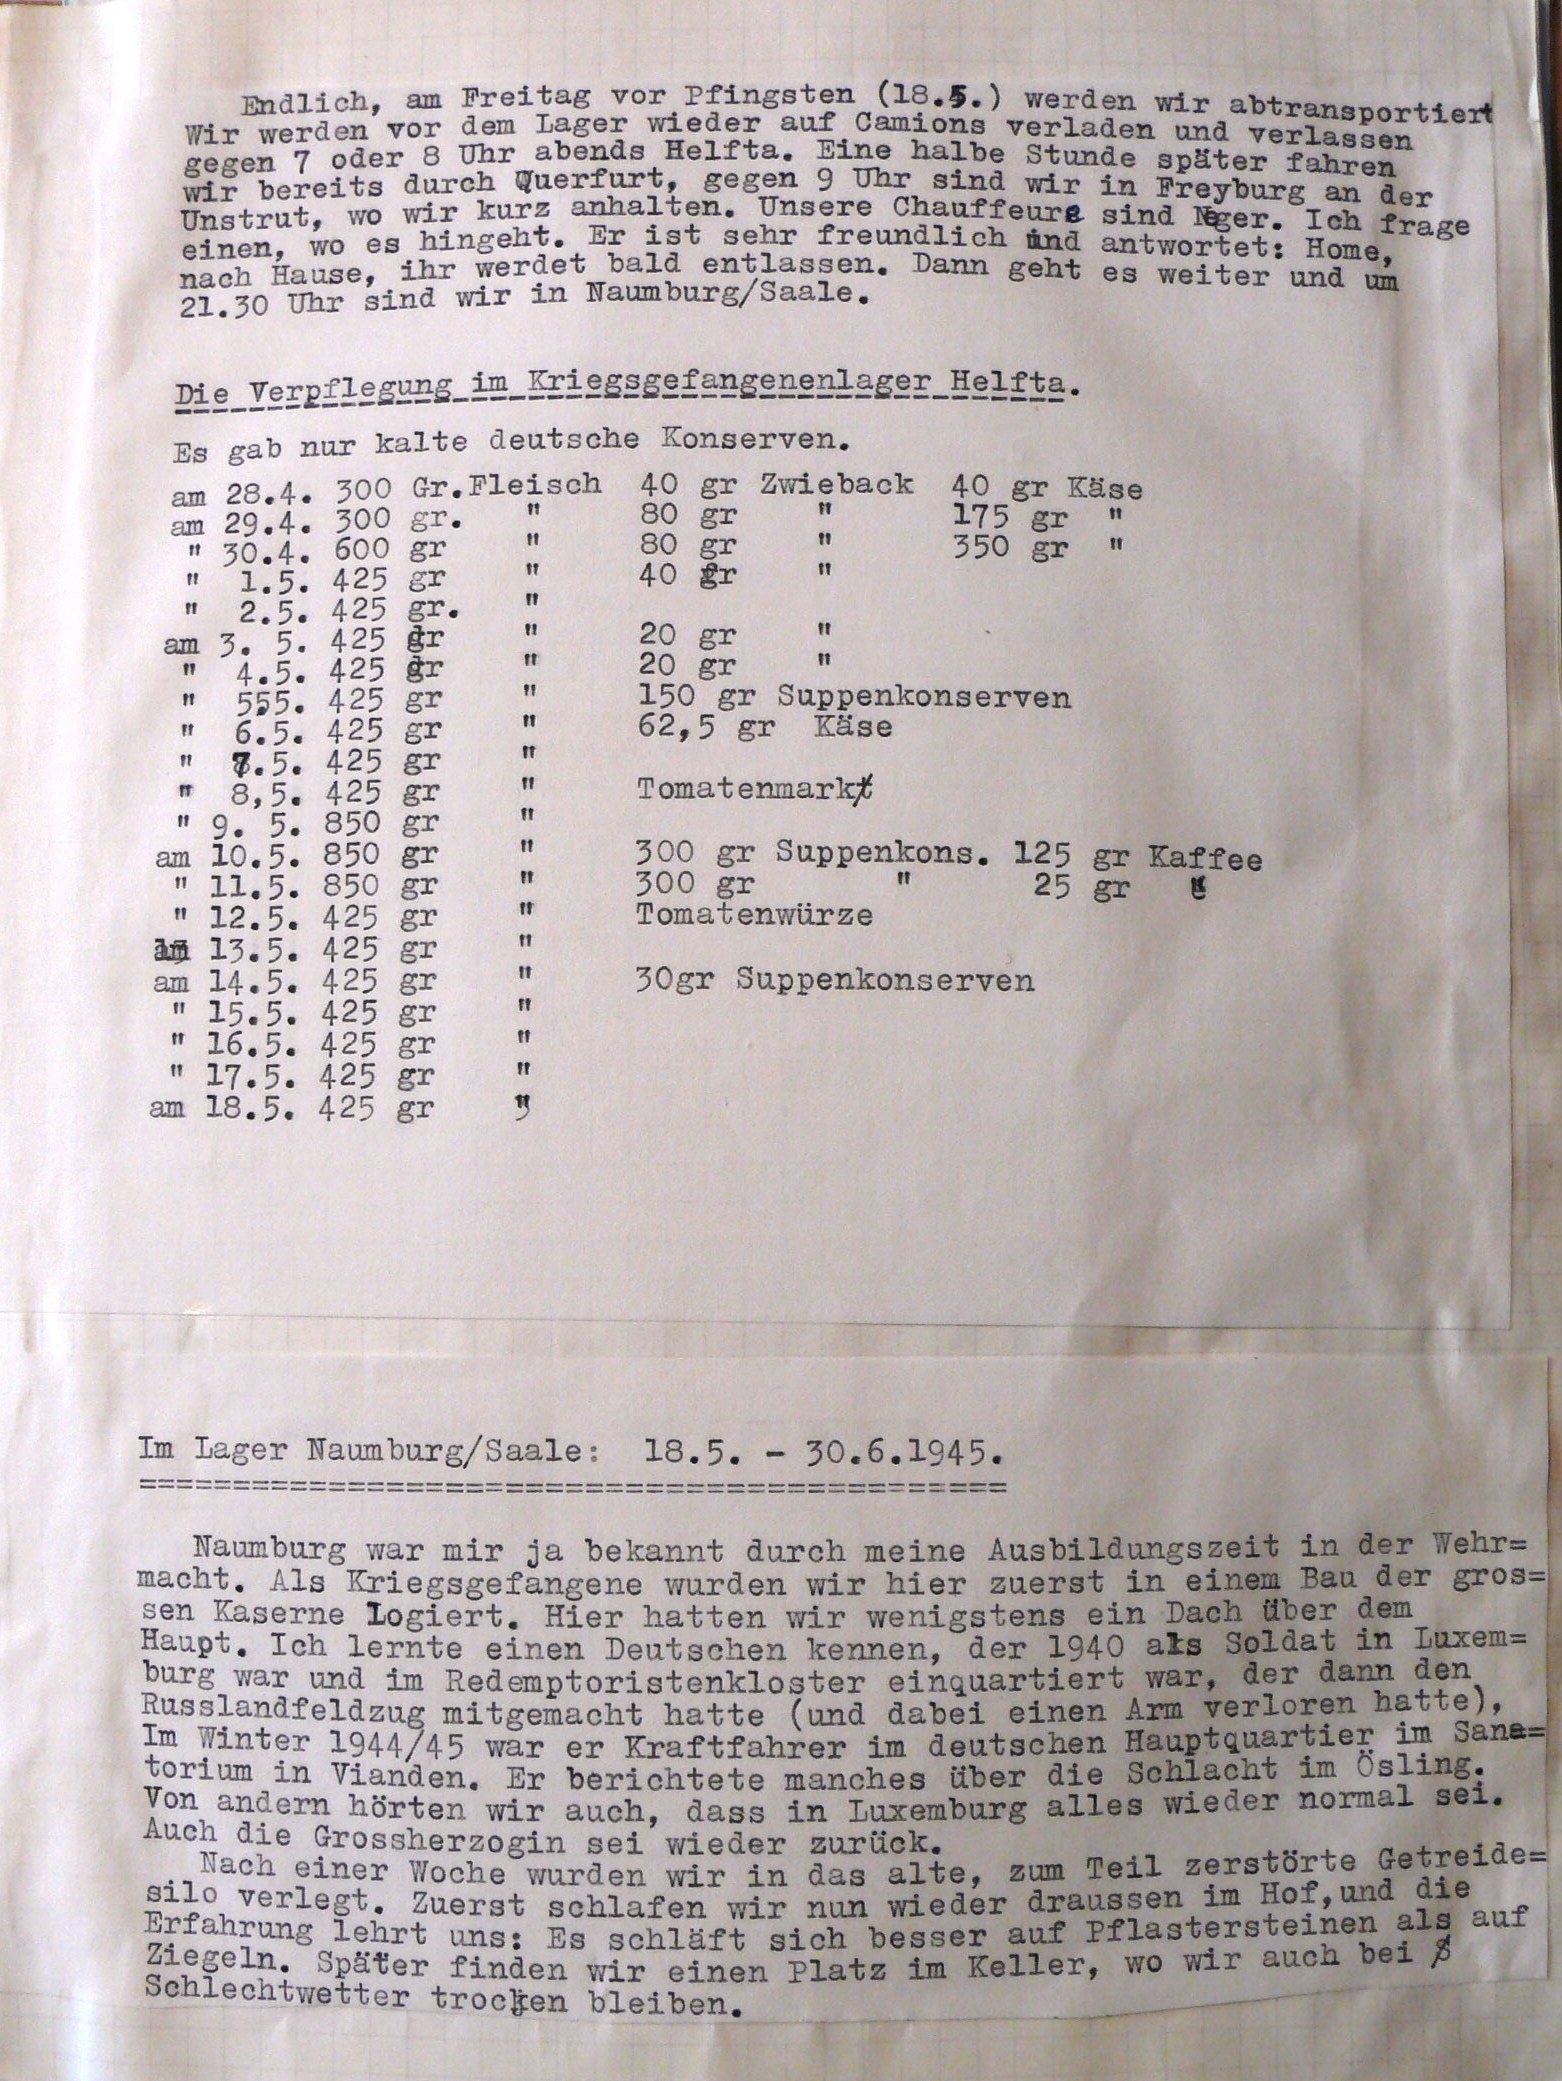 Endlich, am Freitag vor Pfingsten (18.5.) werden wir abtransportiert
Wir werden vor dem Lager wieder auf Camions verladen und verlassen
gegen 7 oder 8 Uhr abends Helfta. Eine halbe Stunde später fahren
wir bereits durch Querfurt, gegen 9 Uhr sind wir in Freyburg an der
Unstrut, wo wir kurz anhalten. Unsere Chauffeure sind Neger. Ich frage
einen, wo es hingeht. Er ist sehr freundlich und antwortet: Home,
nach Hause, ihr werdet bald entlassen. Dann geht es weiter und um
21.30 Uhr sind wir in Naumburg/Saale.
Die Verpflegung im Kriegsgefangenenlager Helfta.
Es gab nur kalte deutsche Konserven.
am 28.4. 300 Gr.Fleisch 40 gr Zwieback 40 gr Käse
am 29.4. 300 gr. " 80 gr " 175 gr "
" 30.4. 600 gr " 80 gr " 350 gr "
" 1.5. 425 gr " 40 gr "
" 2.5. 425 gr. "
am 3. 5. 425 gr " 20 gr "
" 4.5. 425 gr " 20 gr "
" 5.5. 425 gr " 150 gr Suppenkonserven
" 6.5. 425 gr " 62,5 gr Käse
" 7.5. 425 gr "
" 8,5. 425 gr " Tomatenmark
" 9. 5. 850 gr "
am 10.5. 850 gr " 300 gr Suppenkons. 125 gr Kaffee
" 11.5. 850 gr " 300 gr " 25 gr "
" 12.5. 425 gr " Tomatenwürze
am 13.5. 425 gr "
am 14.5. 425 gr " 30gr Suppenkonserven
" 15.5. 425 gr "
" 16.5. 425 gr "
" 17.5. 425 gr "
am 18.5. 425 gr "
Im Lager Naumburg/Saale: 18.5. - 30.6.1945.
===========================================
Naumburg war mir ja bekannt durch meine Ausbildungszeit in der Wehr=
macht. Als Kriegsgefangene wurden wir hier zuerst in einem Bau der gros=
sen Kaserne logiert. Hier hatten wir wenigstens ein Dach über dem
Haupt. Ich lernte einen Deutschen kennen, der 1940 als Soldat in Luxem=
burg war und im Redemptoristenkloster einquartiert war, der dann den
Russlandfeldzug mitgemacht hatte (und dabei einen Arm verloren hatte),
Im Winter 1944/45 war er Kraftfahrer im deutschen Hauptquartier im Sana=
torium in Vianden. Er berichtete manches über die Schlacht im Ösling.
Von andern hörten wir auch, dass in Luxemburg alles wieder normal sei.
Auch die Grossherzogin sei wieder zurück.
Nach einer Woche wurden wir in das alte, zum Teil zerstörte Getreide=
silo verlegt. Zuerst schlafen wir nun wieder draussen im Hof,und die
Erfahrung lehrt uns: Es schläft sich besser auf Pflastersteinen als auf
Ziegeln. Später finden wir einen Platz im Keller, wo wir auch bei
Schlechtwetter trocken bleiben.